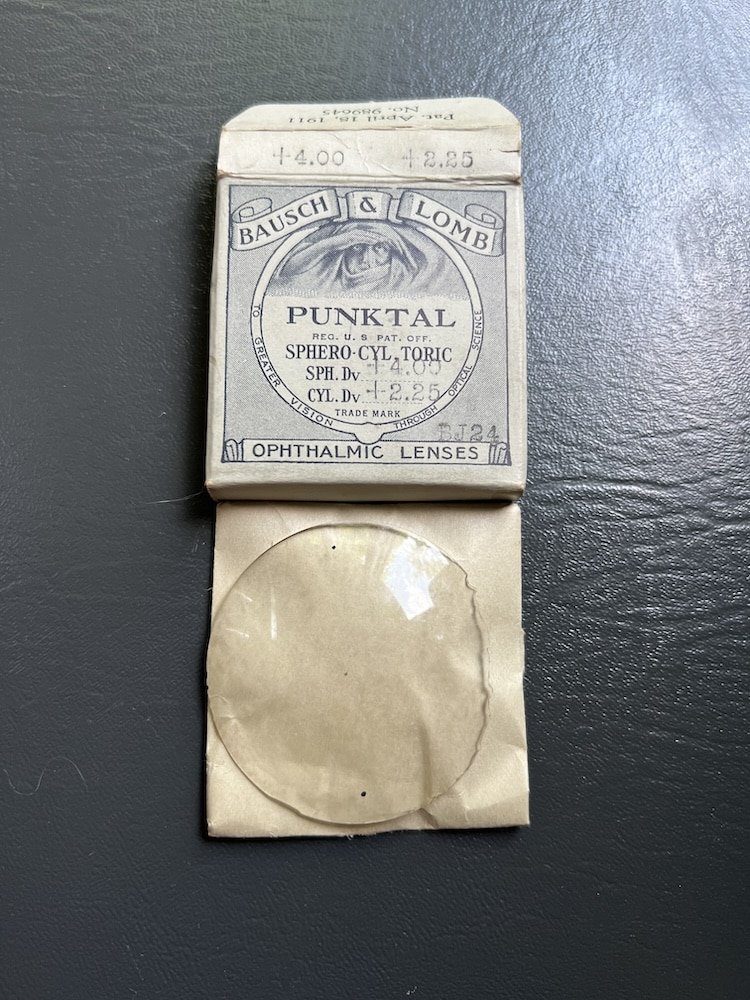 Pat. April 18, 1911
No. 989645
+4.00 +2.25
BAUSCH & LOMB
PUNKTAL
REG. U. S PAT. OFF.
SPHERO-CYL. TORIC
SPH. Dv +4.00
CYL. Dv +2.25
TRADE MARK
TO GREATER VISION THROUGH OPTICAL SCIENCE
BJ24
OPHTHALMIC LENSES